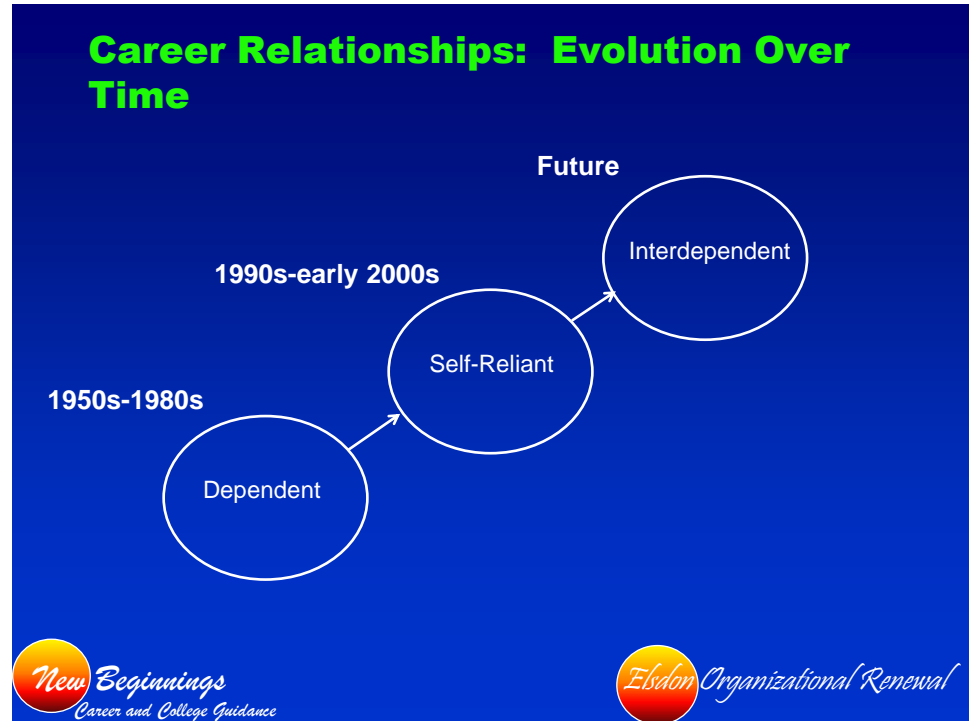 Career Relationships:  Evolution Over
Time
Future
Interdependent
1990s-early 2000s
Self-Reliant
1950s-1980s
Dependent
New Beginnings
Career and College Guidance
Elsdon Organizational Renewal